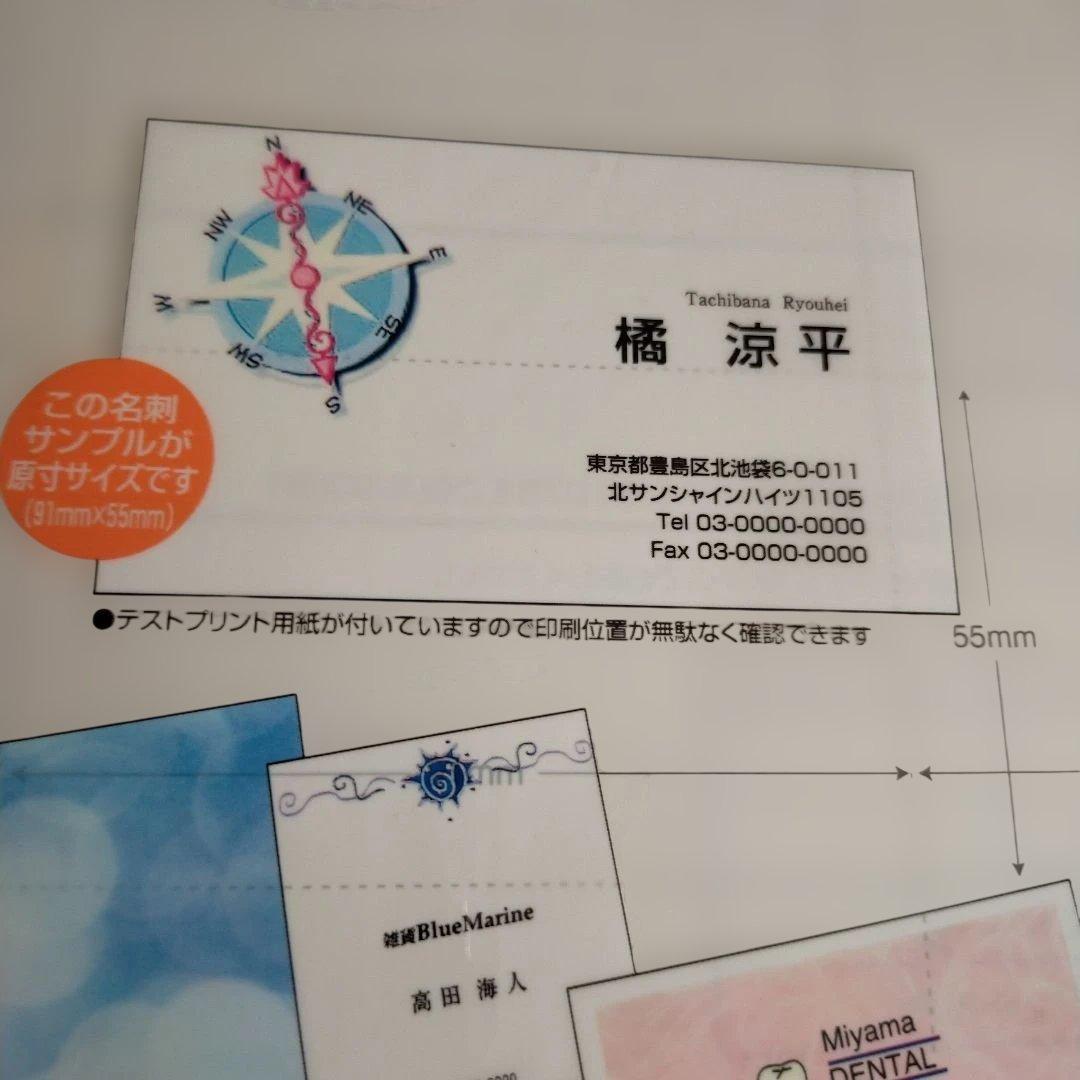 N
NE
NW
E
W
SE
SW
S
Tachibana Ryouhei
橘 涼平
東京都豊島区北池袋6-0-011
北サンシャインハイツ1105
Tel 03-0000-0000
Fax 03-0000-0000
この名刺
サンプルが
原寸サイズです
(91mm×55mm)
●テストプリント用紙が付いていますので印刷位置が無駄なく確認できます
55mm
mm
雑貨BlueMarine
高田 海人
Miyama
DENTAL